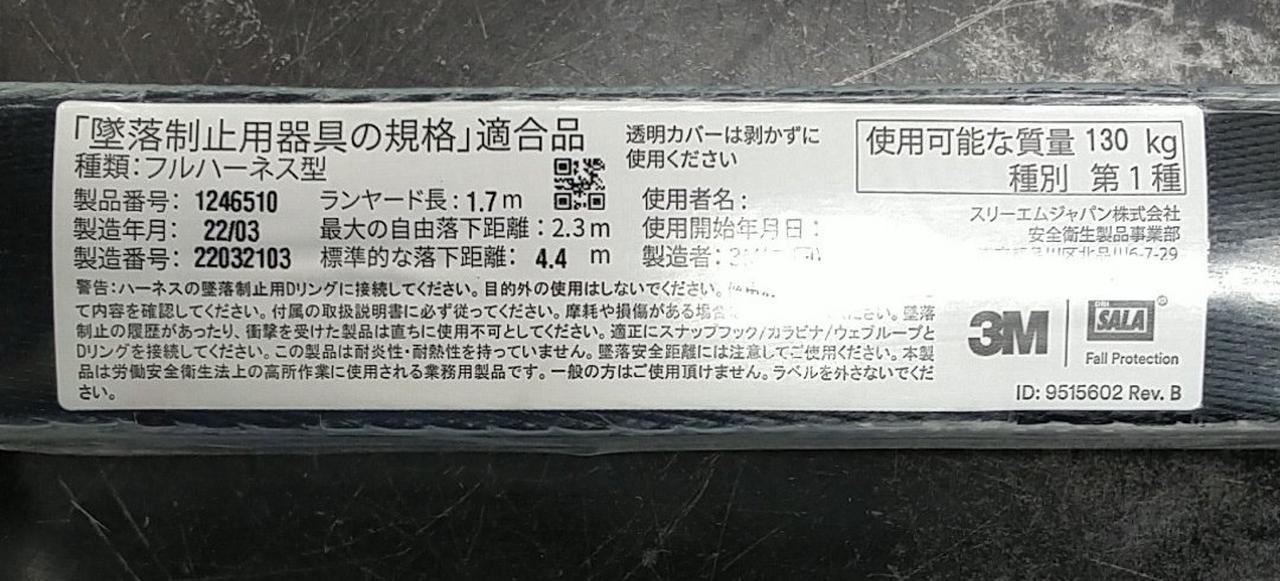 「墜落制止用器具の規格」適合品
種類：フルハーネス型
透明カバーは剥かずに
使用ください
使用可能な質量 130 kg
種別 第1種
製品番号： 1246510 ランヤード長：1.7 m 使用者名：
製造年月： 22/03 最大の自由落下距離：2.3 m 使用開始年月日：
製造番号： 22032103 標準的な落下距離： 4.4 m 製造者：
スリーエムジャパン株式会社
安全衛生製品事業部
品川区北品川6-7-29
警告：ハーネスの墜落制止用Dリングに接続してください。目的外の使用はしないでください。
て内容を確認してください。付属の取扱説明書に必ず従ってください。摩耗や損傷がある場合 ください。墜落
制止の履歴があったり、衝撃を受けた製品は直ちに使用不可としてください。適正にスナップフック/カラビナ/ウェブループと
Dリングを接続してください。この製品は耐炎性・耐熱性を持っていません。墜落安全距離には注意してご使用ください。本製
品は労働安全衛生法上の高所作業に使用される業務用製品です。一般の方はご使用頂けません。ラベルを外さないでくだ
さい。
3M
DBI
SALA®
Fall Protection
ID: 9515602 Rev. B